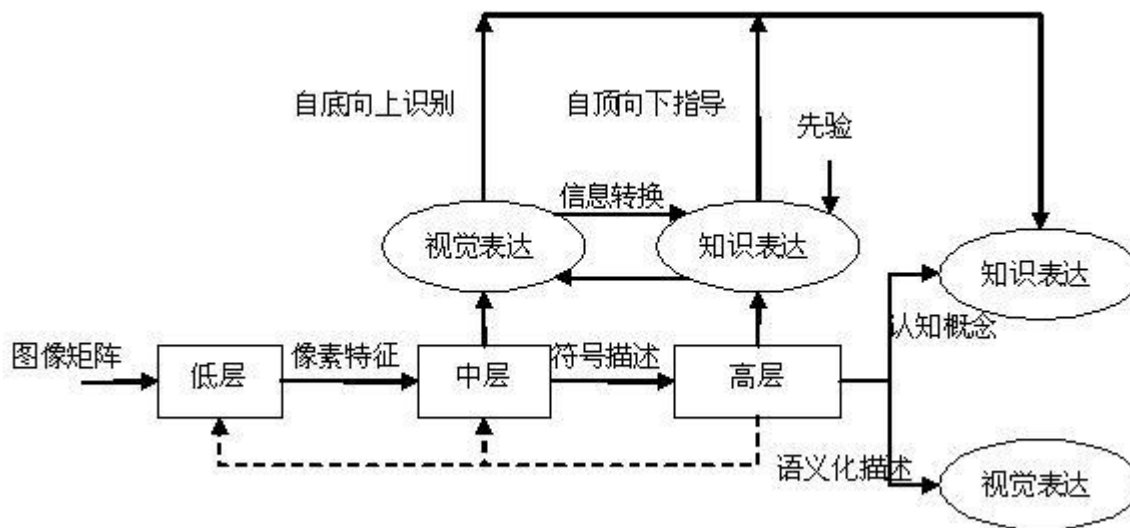 自底向上识别
自顶向下指导
先验
信息转换
视觉表达
知识表达
知识表达
认知概念
图像矩阵
低层
像素特征
中层
符号描述
高层
语义化描述
视觉表达